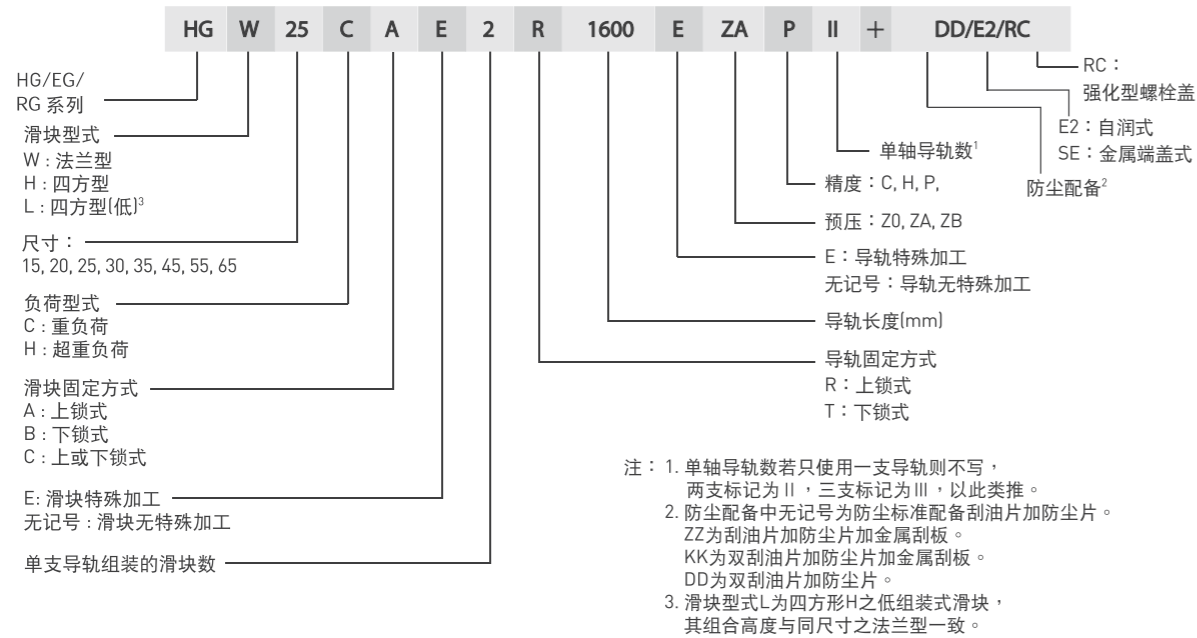 HG W 25 C A E 2 R 1600 E ZA P II + DD/E2/RC
HG/EG/
RG 系列
滑块型式
W : 法兰型
H : 四方型
L : 四方型(低)³
尺寸：
15, 20, 25, 30, 35, 45, 55, 65
负荷型式
C : 重负荷
H : 超重负荷
滑块固定方式
A : 上锁式
B : 下锁式
C : 上或下锁式
E: 滑块特殊加工
无记号 : 滑块无特殊加工
单支导轨组装的滑块数
RC：
强化型螺栓盖
E2：自润式
SE：金属端盖式
防尘配备²
单轴导轨数¹
精度：C, H, P,
预压：Z0, ZA, ZB
E：导轨特殊加工
无记号：导轨无特殊加工
导轨长度(mm)
导轨固定方式
R：上锁式
T：下锁式
注：1. 单轴导轨数若只使用一支导轨则不写，
两支标记为Ⅱ，三支标记为Ⅲ，以此类推。
2. 防尘配备中无记号为防尘标准配备刮油片加防尘片。
ZZ为刮油片加防尘片加金属刮板。
KK为双刮油片加防尘片加金属刮板。
DD为双刮油片加防尘片。
3. 滑块型式L为四方形H之低组装式滑块，
其组合高度与同尺寸之法兰型一致。